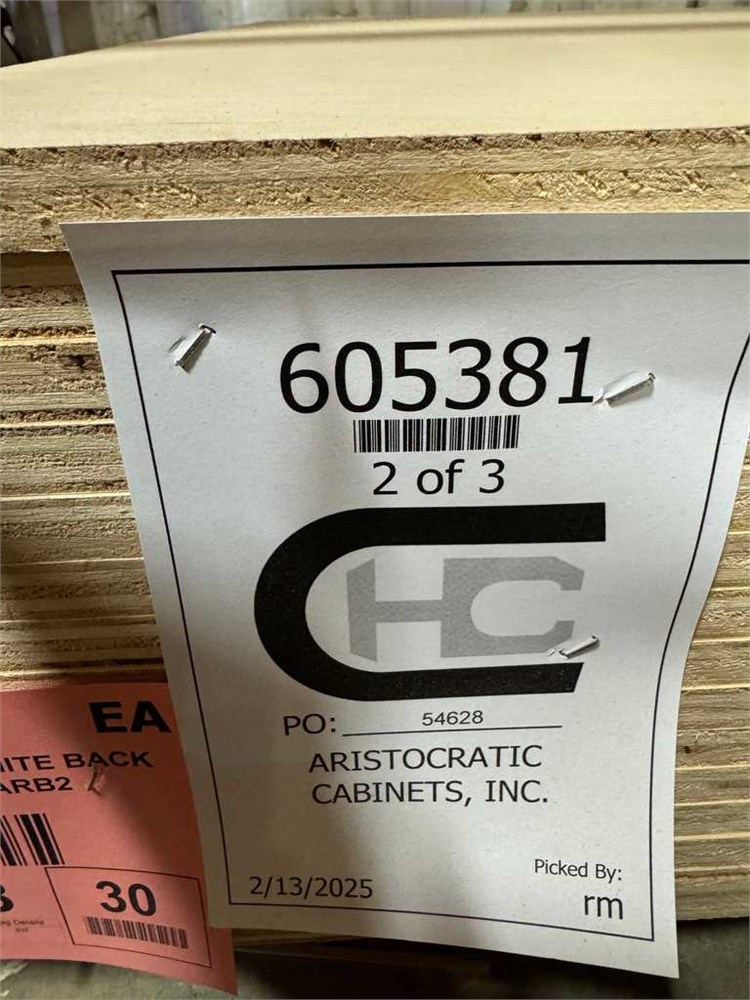 605381
2 of 3
CHC
PO: 54628
ARISTOCRATIC
CABINETS, INC.
Picked By:
2/13/2025
rm
EA
ITE BACK
ARB2
30